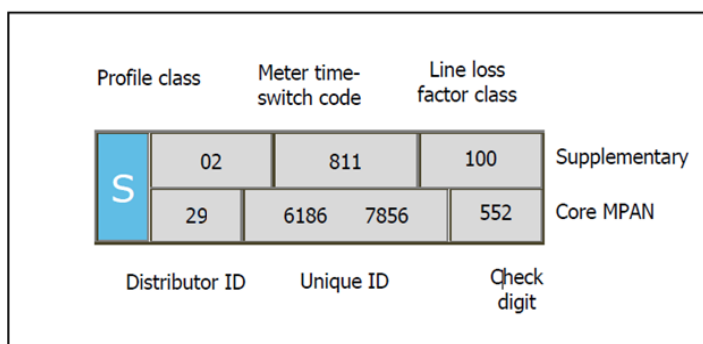 Profile class
Meter time-
switch code
Line loss
factor class
S
02 811 100 Supplementary
29 6186 7856 552 Core MPAN
Distributor ID
Unique ID
Check
digit